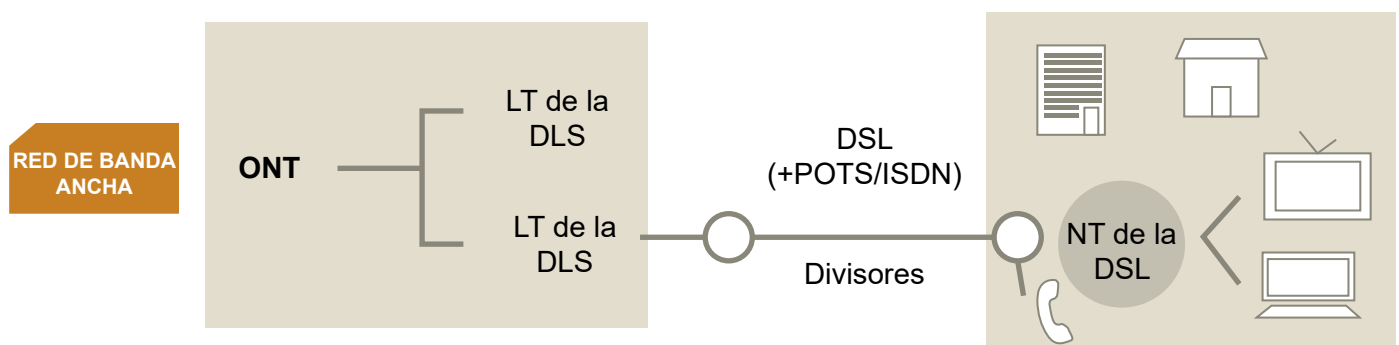 RED DE BANDA
ANCHA
ONT
LT de la
DLS
LT de la
DLS
DSL
(+POTS/ISDN)
Divisores
NT de la
DSL